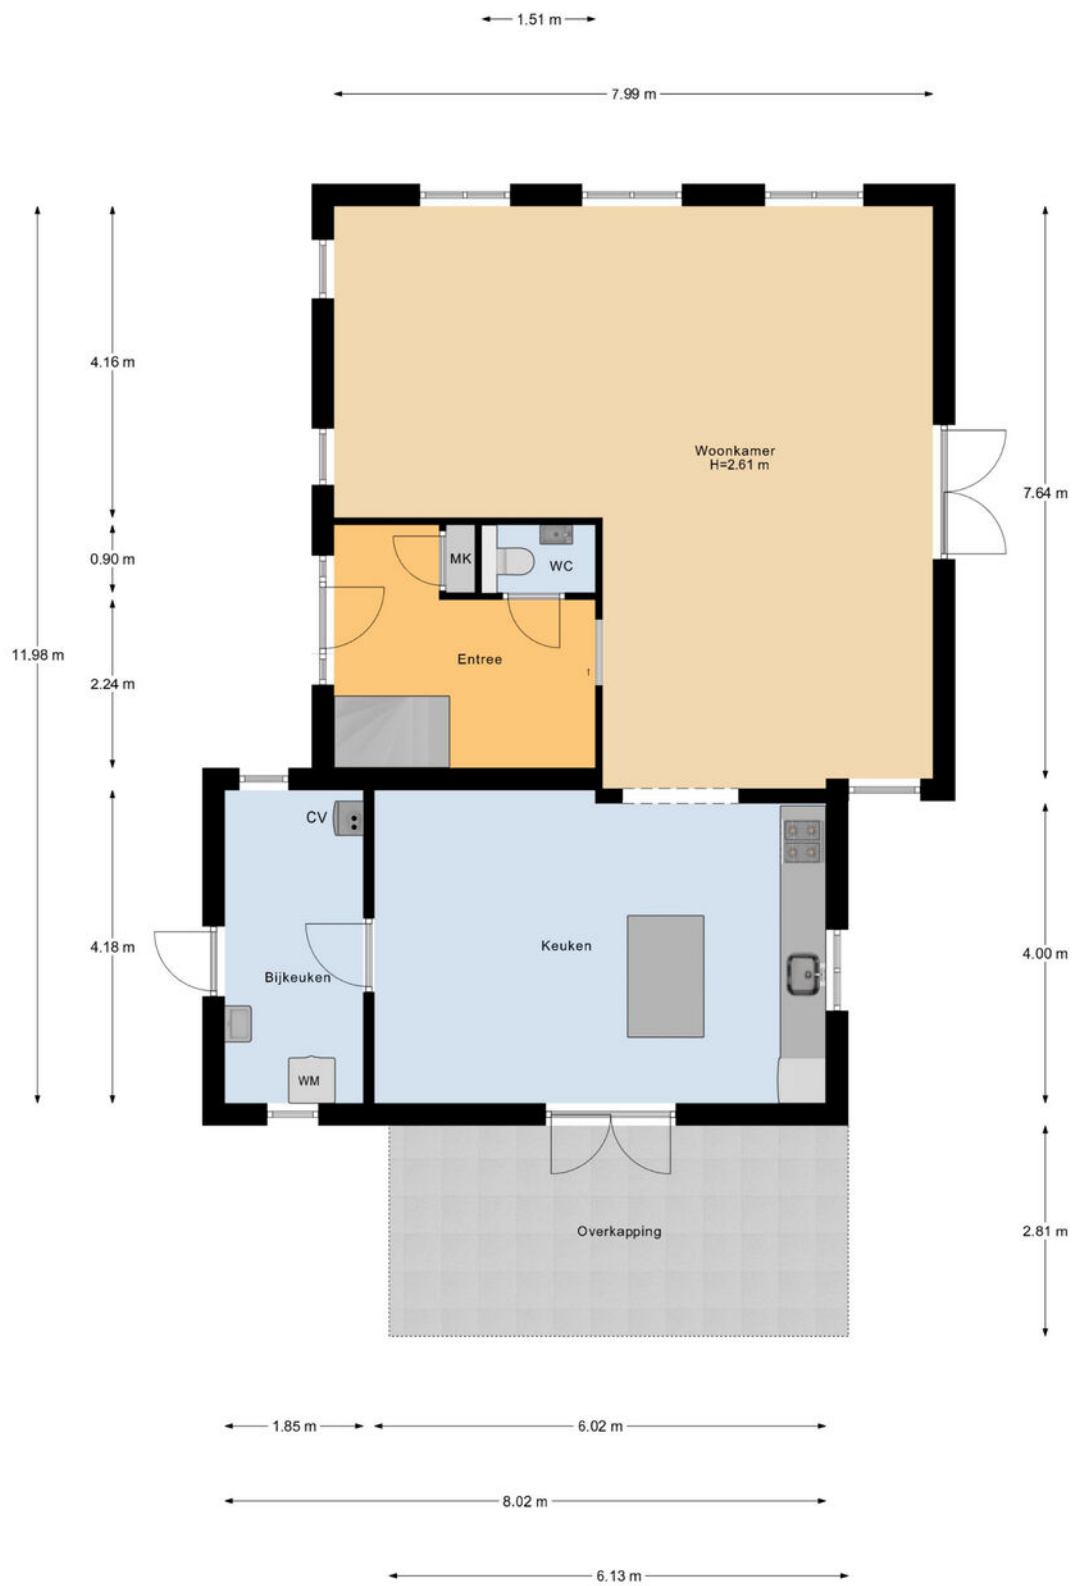 1.51 m
7.99 m
4.16 m
Woonkamer
H=2.61 m
7.64 m
0.90 m
MK
WC
11.98 m
Entree
2.24 m
CV
4.18 m
Keuken
4.00 m
Bijkeuken
WM
Overkapping
2.81 m
1.85 m
6.02 m
8.02 m
6.13 m